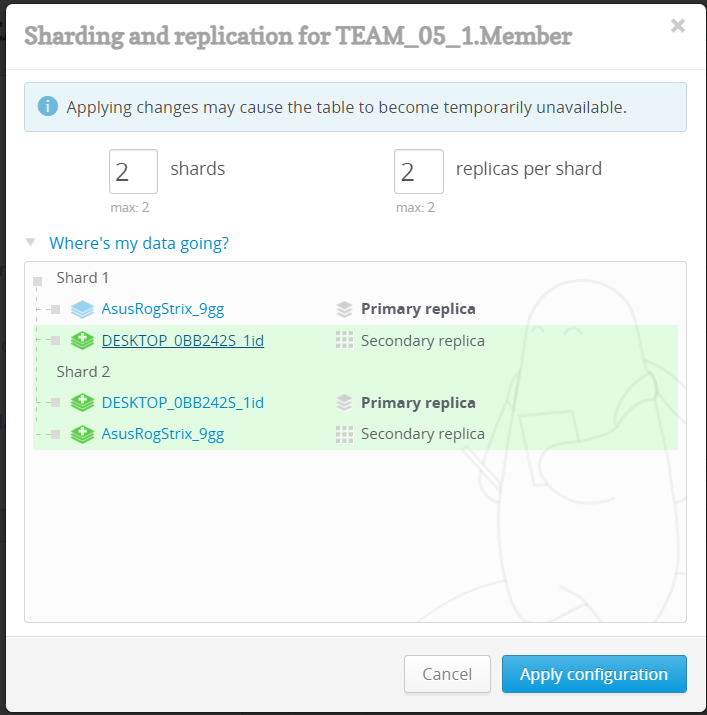 Sharding and replication for TEAM_05_1.Member
×
i Applying changes may cause the table to become temporarily unavailable.
2 shards 2 replicas per shard
max: 2 max: 2
Where's my data going?
Shard 1
AsusRogStrix_9gg Primary replica
DESKTOP_0BB242S_1id Secondary replica
Shard 2
DESKTOP_0BB242S_1id Primary replica
AsusRogStrix_9gg Secondary replica
Cancel Apply configuration